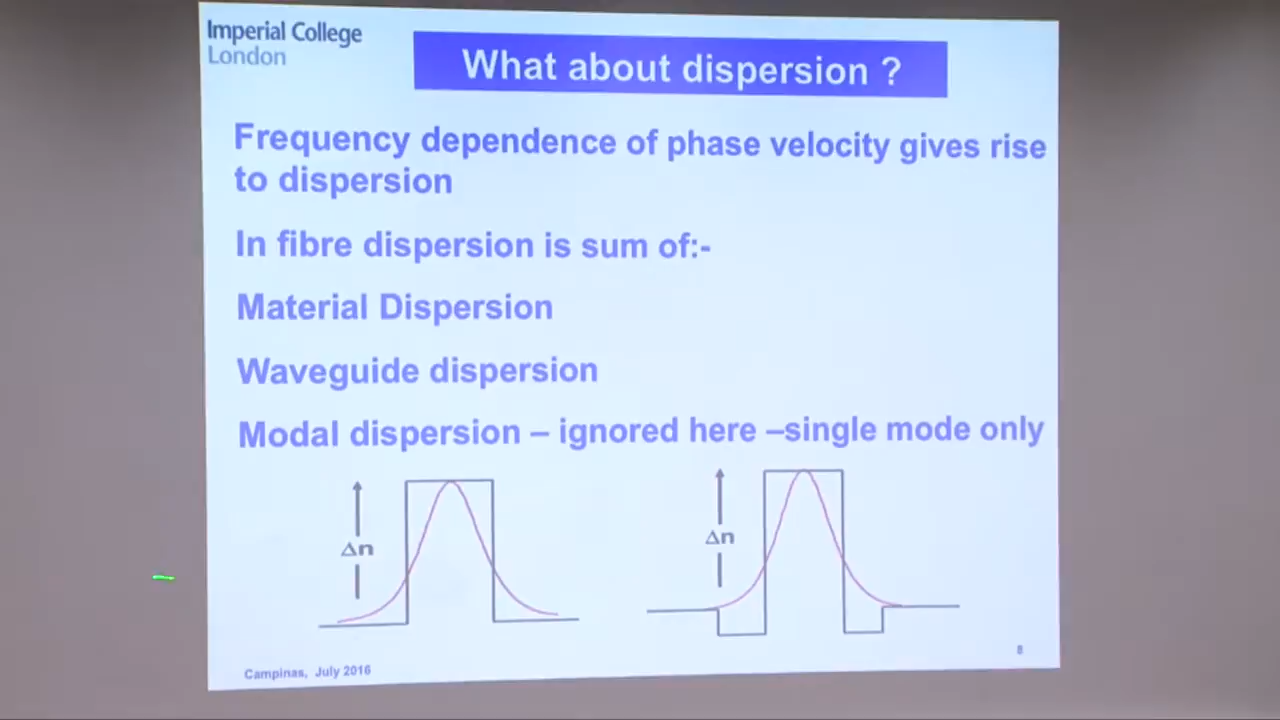 Imperial College
London
What about dispersion ?
Frequency dependence of phase velocity gives rise
to dispersion
In fibre dispersion is sum of:-
Material Dispersion
Waveguide dispersion
Modal dispersion – ignored here –single mode only
Δn
Δn
Campinas, July 2016
8